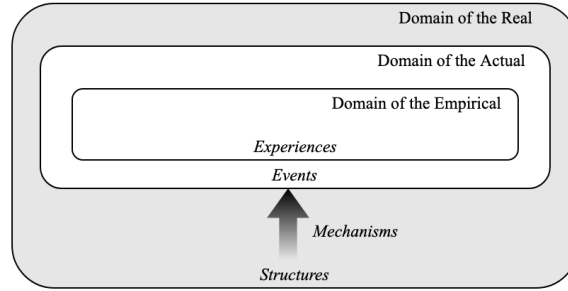 Domain of the Real
Domain of the Actual
Domain of the Empirical
Experiences
Events
Mechanisms
Structures